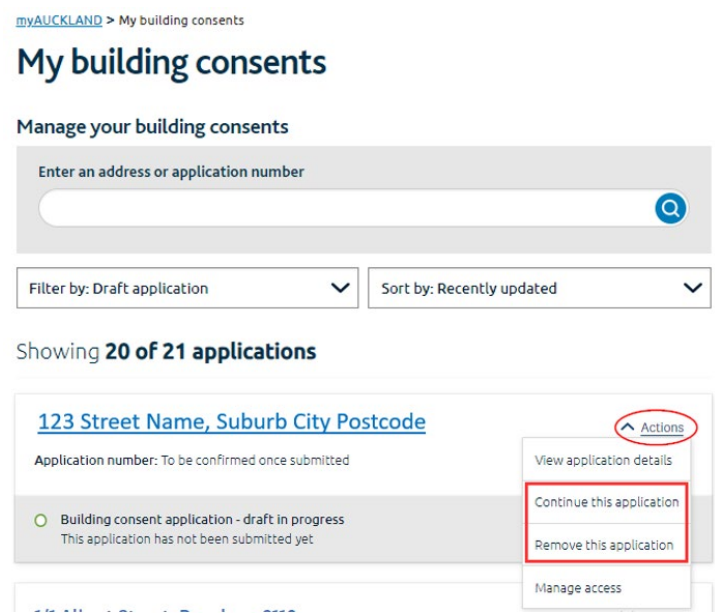 myAUCKLAND > My building consents
My building consents
Manage your building consents
Enter an address or application number
Filter by: Draft application
Sort by: Recently updated
Showing 20 of 21 applications
123 Street Name, Suburb City Postcode
Actions
Application number: To be confirmed once submitted
View application details
Continue this application
Building consent application - draft in progress
This application has not been submitted yet
Remove this application
Manage access